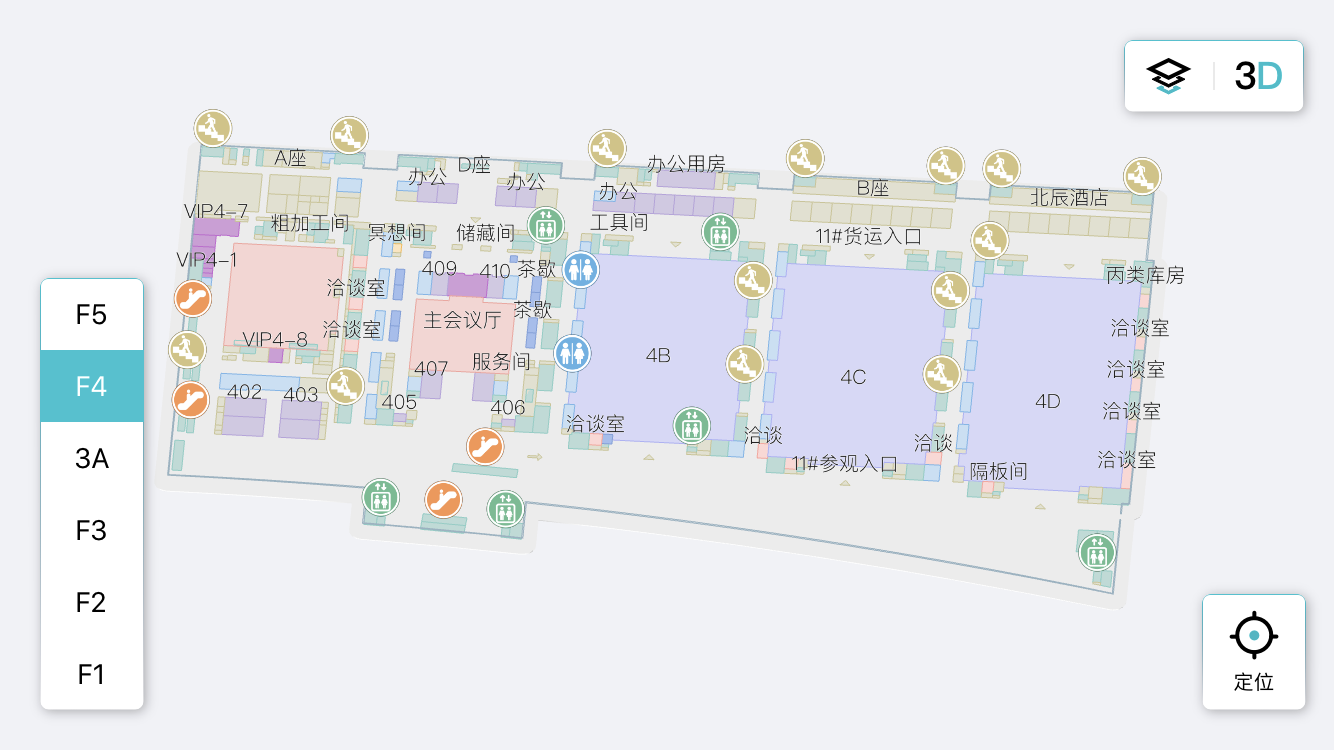 3D
A座
D座
办公用房
办公
办公
办公
B座
北辰酒店
VIP4-7
粗加工间
冥想间
储藏间
工具间
11#货运入口
VIP4-1
409
410
茶歇
丙类库房
洽谈室
茶歇
主会议厅
洽谈室
洽谈室
VIP4-8
4B
服务间
407
4C
洽谈室
402
403
405
406
4D
洽谈室
洽谈室
洽谈
洽谈
11#参观入口
隔板间
洽谈室
F5
F4
3A
F3
F2
F1
定位